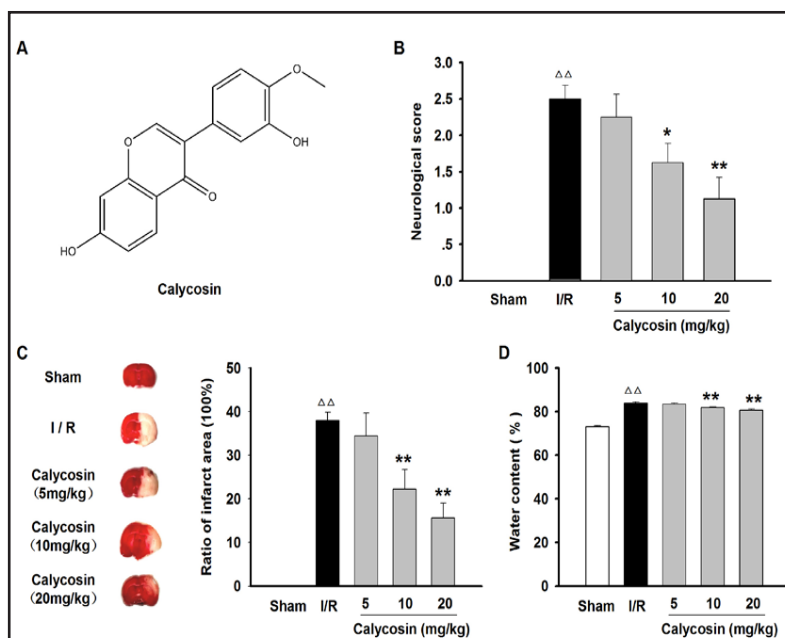 A
O
O
OH
O
HO
Calycosin
B
ΔΔ
*
**
Neurological score
3.0
2.5
2.0
1.5
1.0
.5
0.0
Sham I/R 5 10 20
Calycosin (mg/kg)
C
Sham
I / R
Calycosin
(5mg/kg)
Calycosin
(10mg/kg)
Calycosin
(20mg/kg)
Ratio of infarct area (100%)
50
40
30
20
10
0
ΔΔ
**
**
Sham I/R 5 10 20
Calycosin (mg/kg)
D
Water content ( % )
100
80
60
40
20
0
ΔΔ
**
**
Sham I/R 5 10 20
Calycosin (mg/kg)